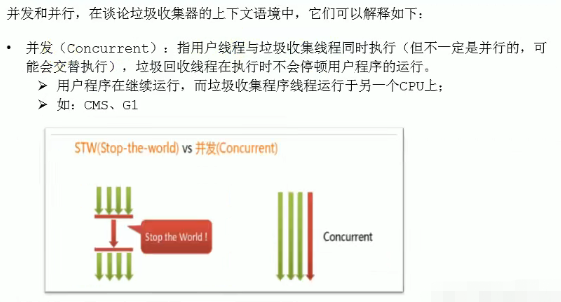 并发和并行，在谈论垃圾收集器的上下文语境中，它们可以解释如下：
• 并发（Concurrent）：指用户线程与垃圾收集线程同时执行（但不一定是并行的，可
能会交替执行），垃圾回收线程在执行时不会停顿用户程序的运行。
➤ 用户程序在继续运行，而垃圾收集程序线程运行于另一个CPU上；
➤ 如：CMS、G1
STW(Stop-the-world) vs 并发(Concurrent)
Stop the World !
Concurrent